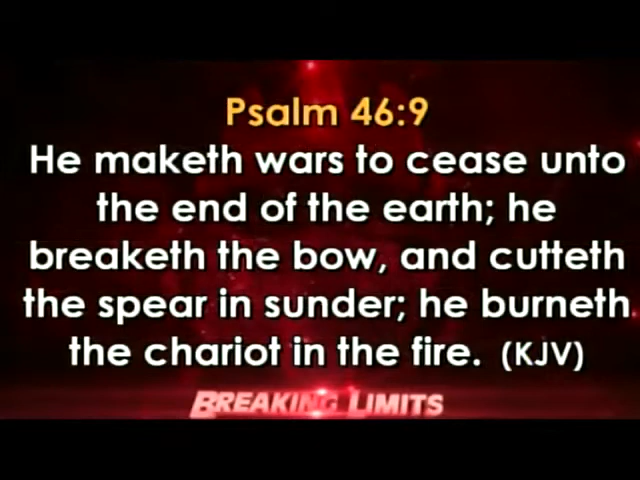 Psalm 46:9
He maketh wars to cease unto
the end of the earth; he
breaketh the bow, and cutteth
the spear in sunder; he burneth
the chariot in the fire. (KJV)
BREAKING LIMITS